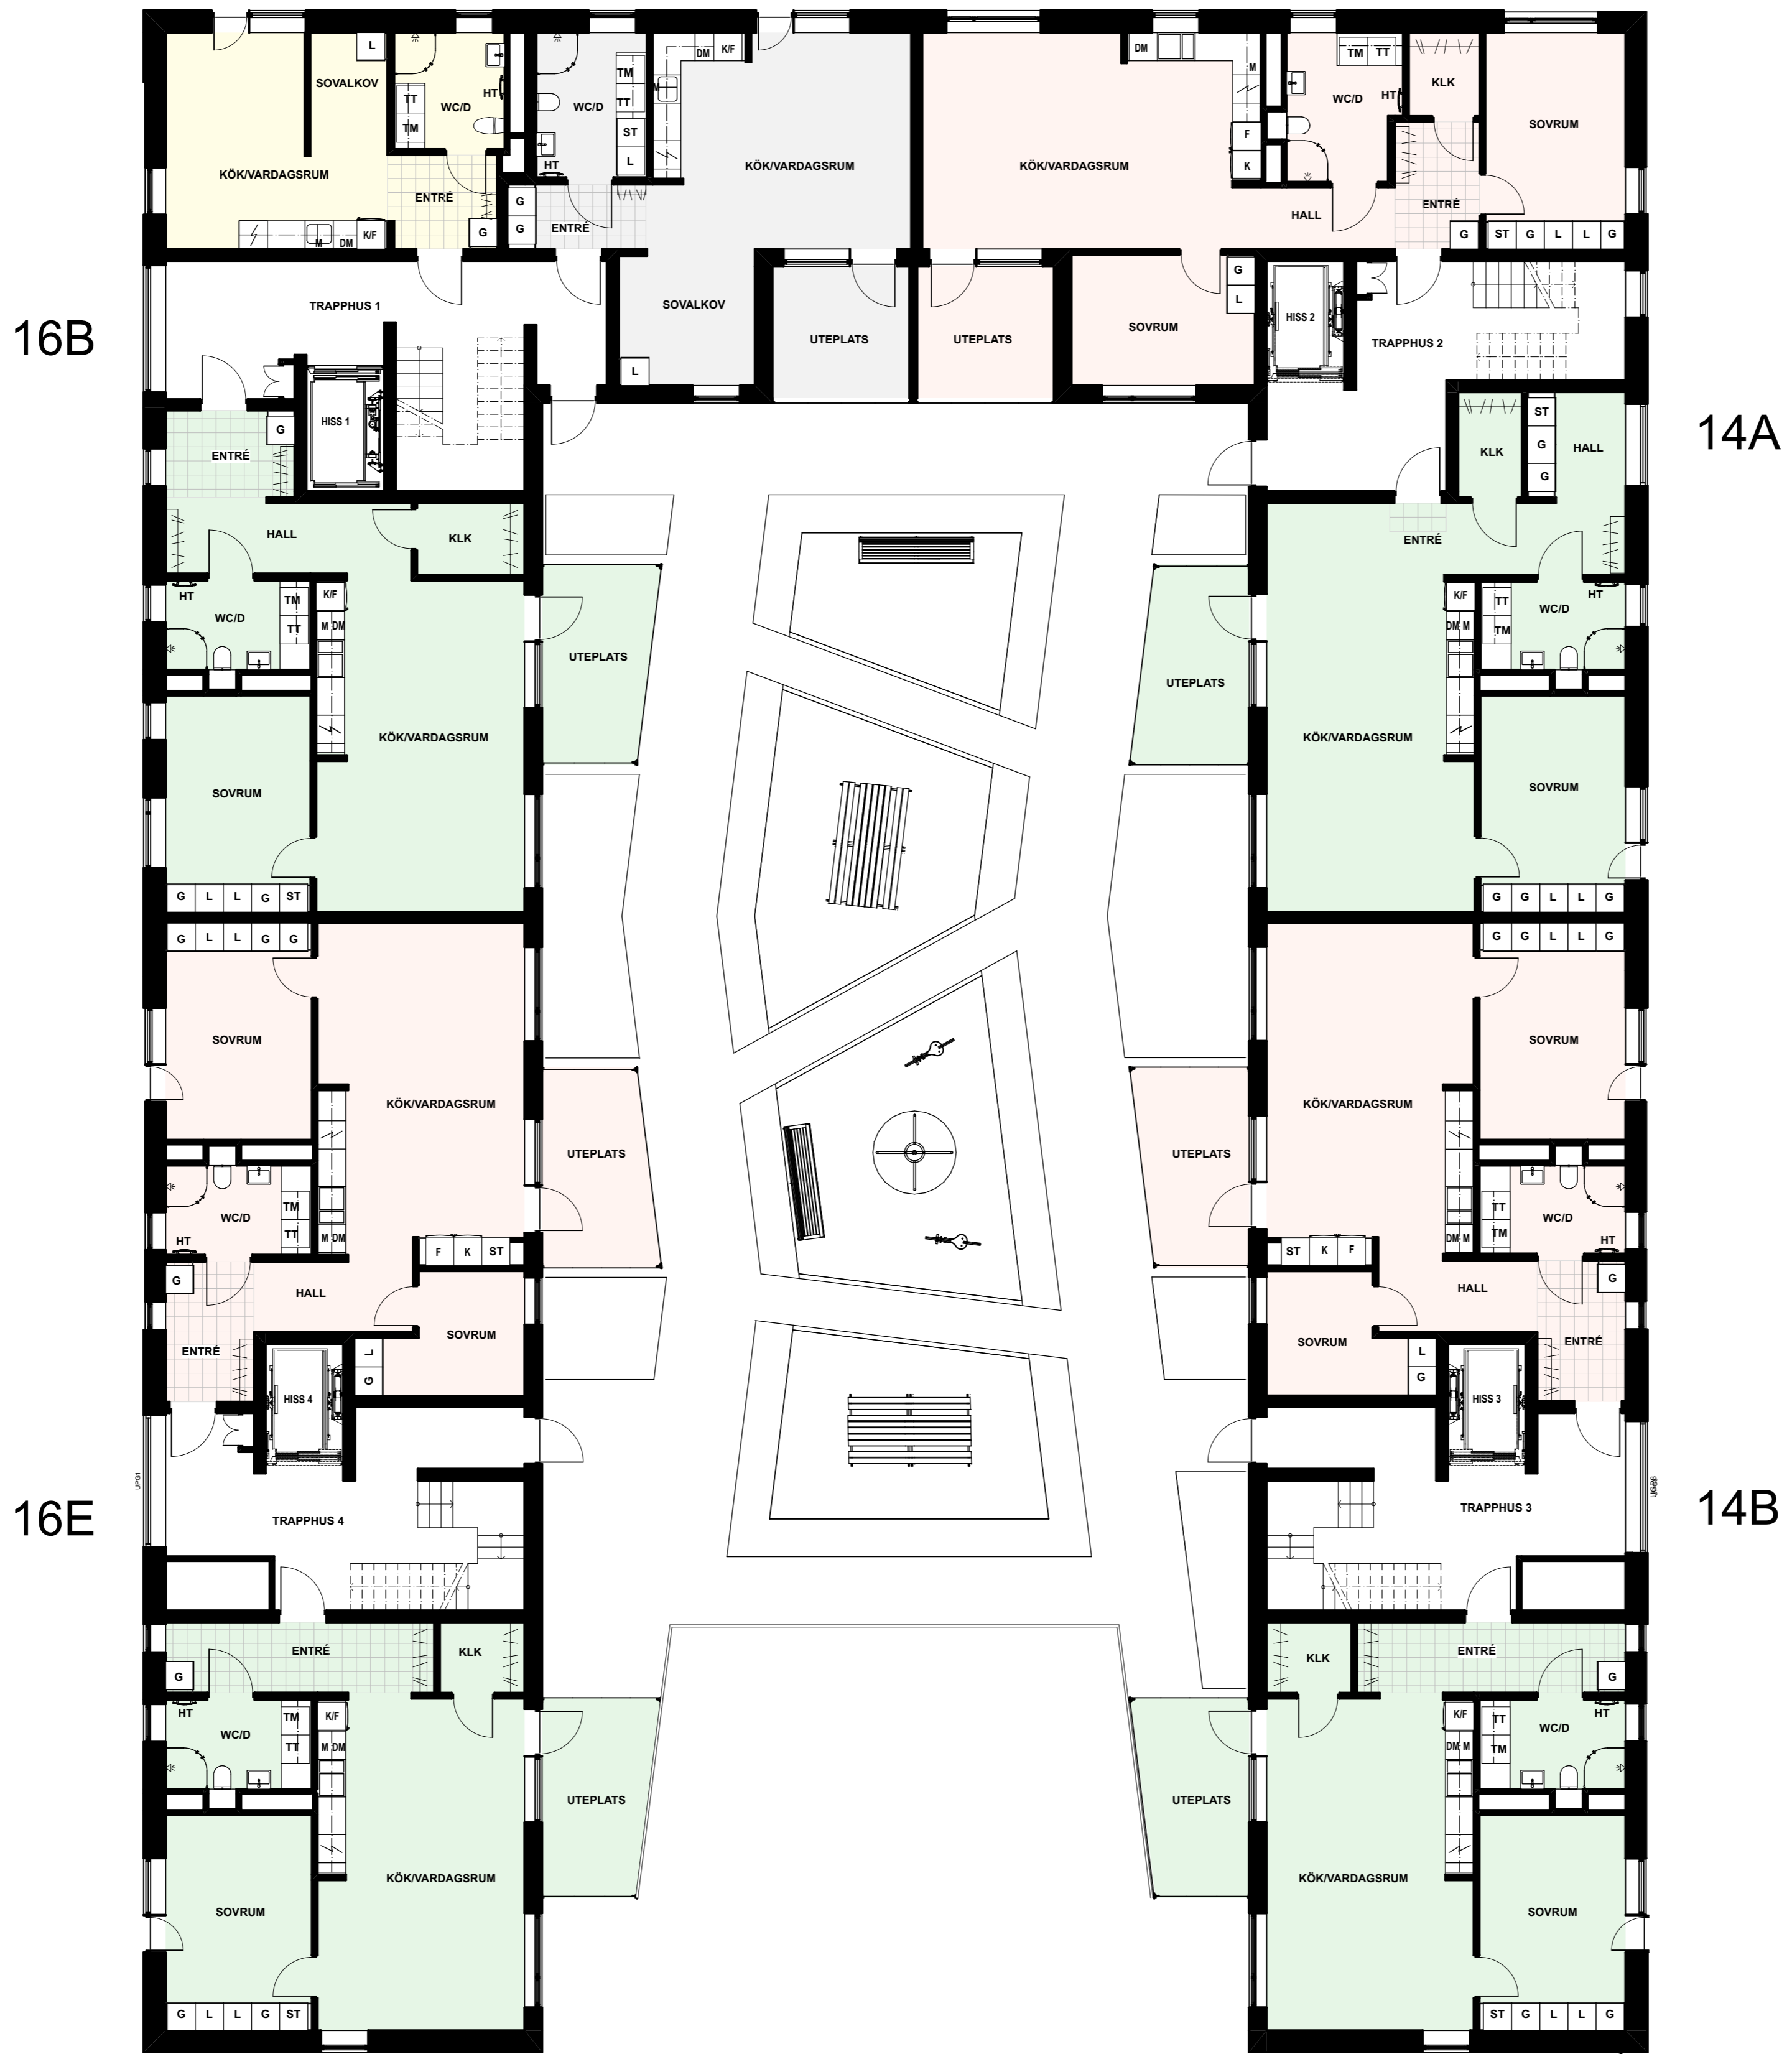 L
DM K/F
DM
TM TT
SOVALKOV
TT
TM
WC/D
HT
TM
TT
WC/D
M
ST
L
HT
M
WC/D
HT
KLK
F
K
SOVRUM
KÖK/VARDAGSRUM
KÖK/VARDAGSRUM
KÖK/VARDAGSRUM
ENTRÉ
G
G
G
ENTRÉ
HALL
ENTRÉ
M DM K/F
G
ST G L L G
TRAPPHUS 1
16B
SOVALKOV
L
UTEPLATS
UTEPLATS
SOVRUM
G
L
HISS 2
TRAPPHUS 2
HISS 1
G
ENTRÉ
14A
KLK
ST
G
G
HALL
HALL
KLK
ENTRÉ
HT
WC/D
TM
TT
K/F
M DM
UTEPLATS
UTEPLATS
K/F
DM M
TT
TM
WC/D
HT
KÖK/VARDAGSRUM
KÖK/VARDAGSRUM
SOVRUM
SOVRUM
G L L G ST
G G L L G
G L L G G
G G L L G
SOVRUM
SOVRUM
KÖK/VARDAGSRUM
KÖK/VARDAGSRUM
UTEPLATS
UTEPLATS
WC/D
HT
TM
TT
M DM
F K ST
ST K F
DM M
TT
TM
WC/D
HT
G
HALL
HALL
G
SOVRUM
SOVRUM
ENTRÉ
ENTRÉ
HISS 4
L
G
L
G
HISS 3
UPG1
16E
TRAPPHUS 4
TRAPPHUS 3
14B
ENTRÉ
KLK
KLK
ENTRÉ
G
G
HT
WC/D
TM
TT
K/F
M DM
K/F
DM M
TT
TM
WC/D
HT
UTEPLATS
UTEPLATS
KÖK/VARDAGSRUM
KÖK/VARDAGSRUM
SOVRUM
SOVRUM
G L L G ST
ST G L L G